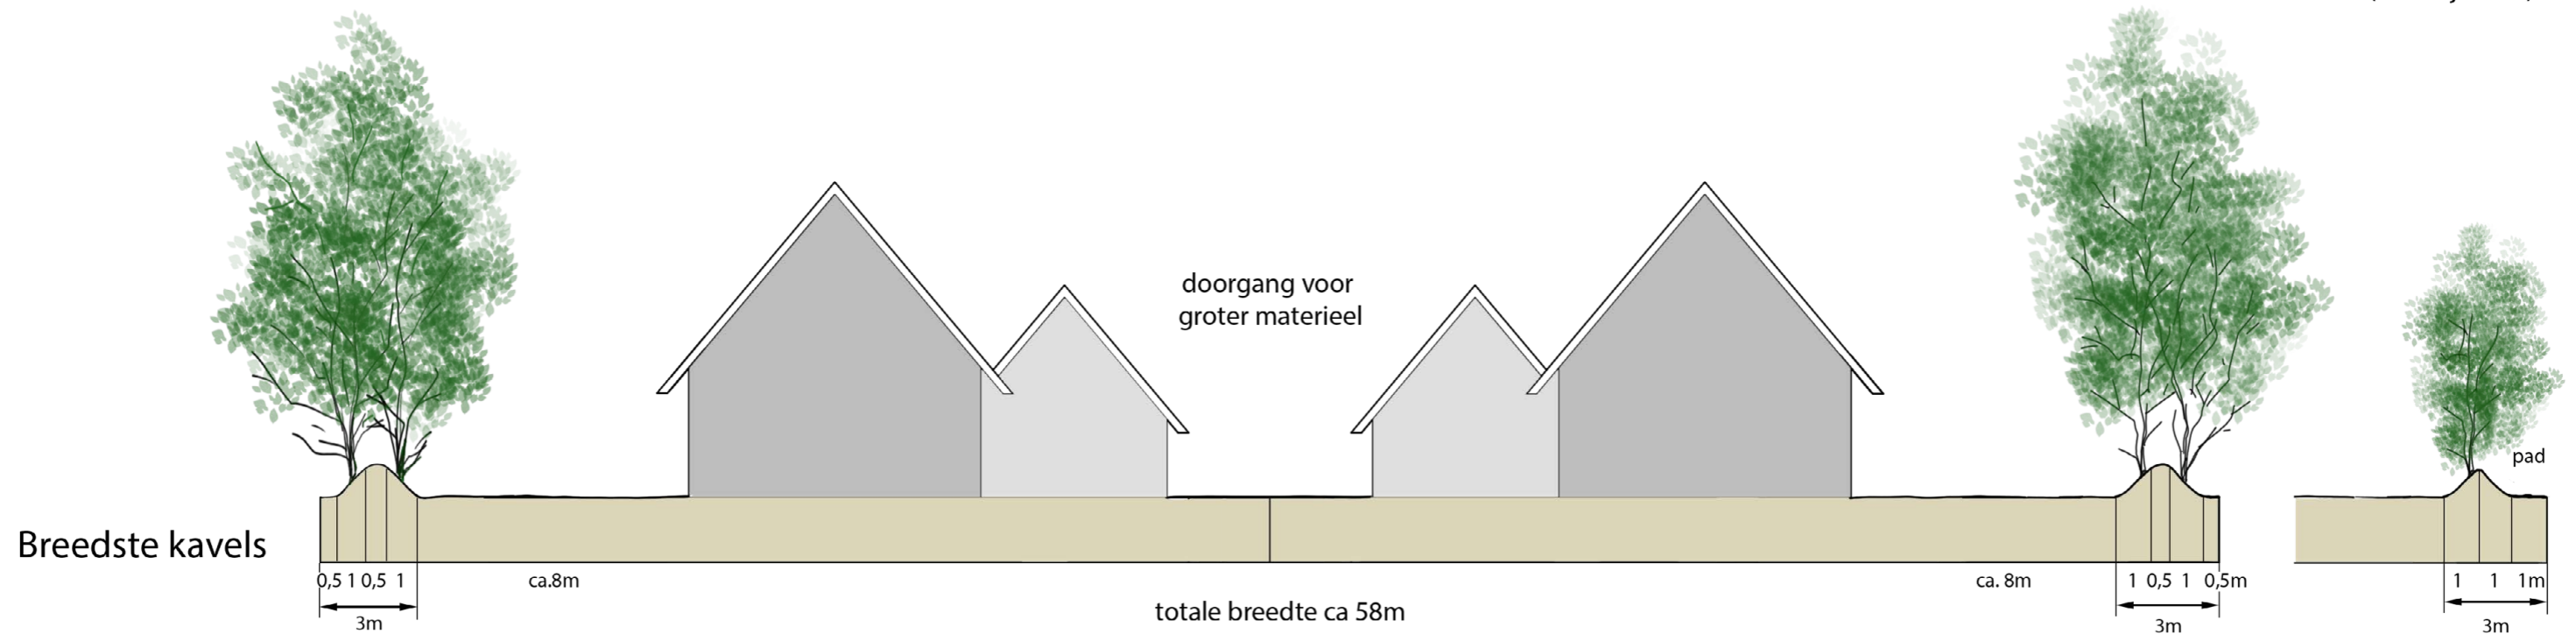 doorgang voor
groter materieel
pad
Breedste kavels
0,5 1 0,5 1
ca.8m
ca. 8m
1 0,5 1 0,5m
1 1 1m
3m
totale breedte ca 58m
3m
3m